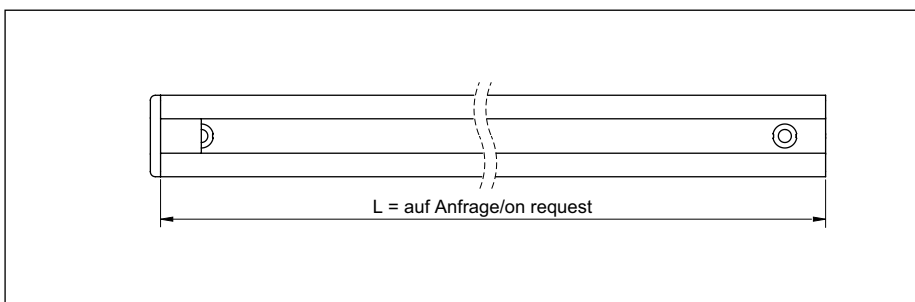 L = auf Anfrage/on request